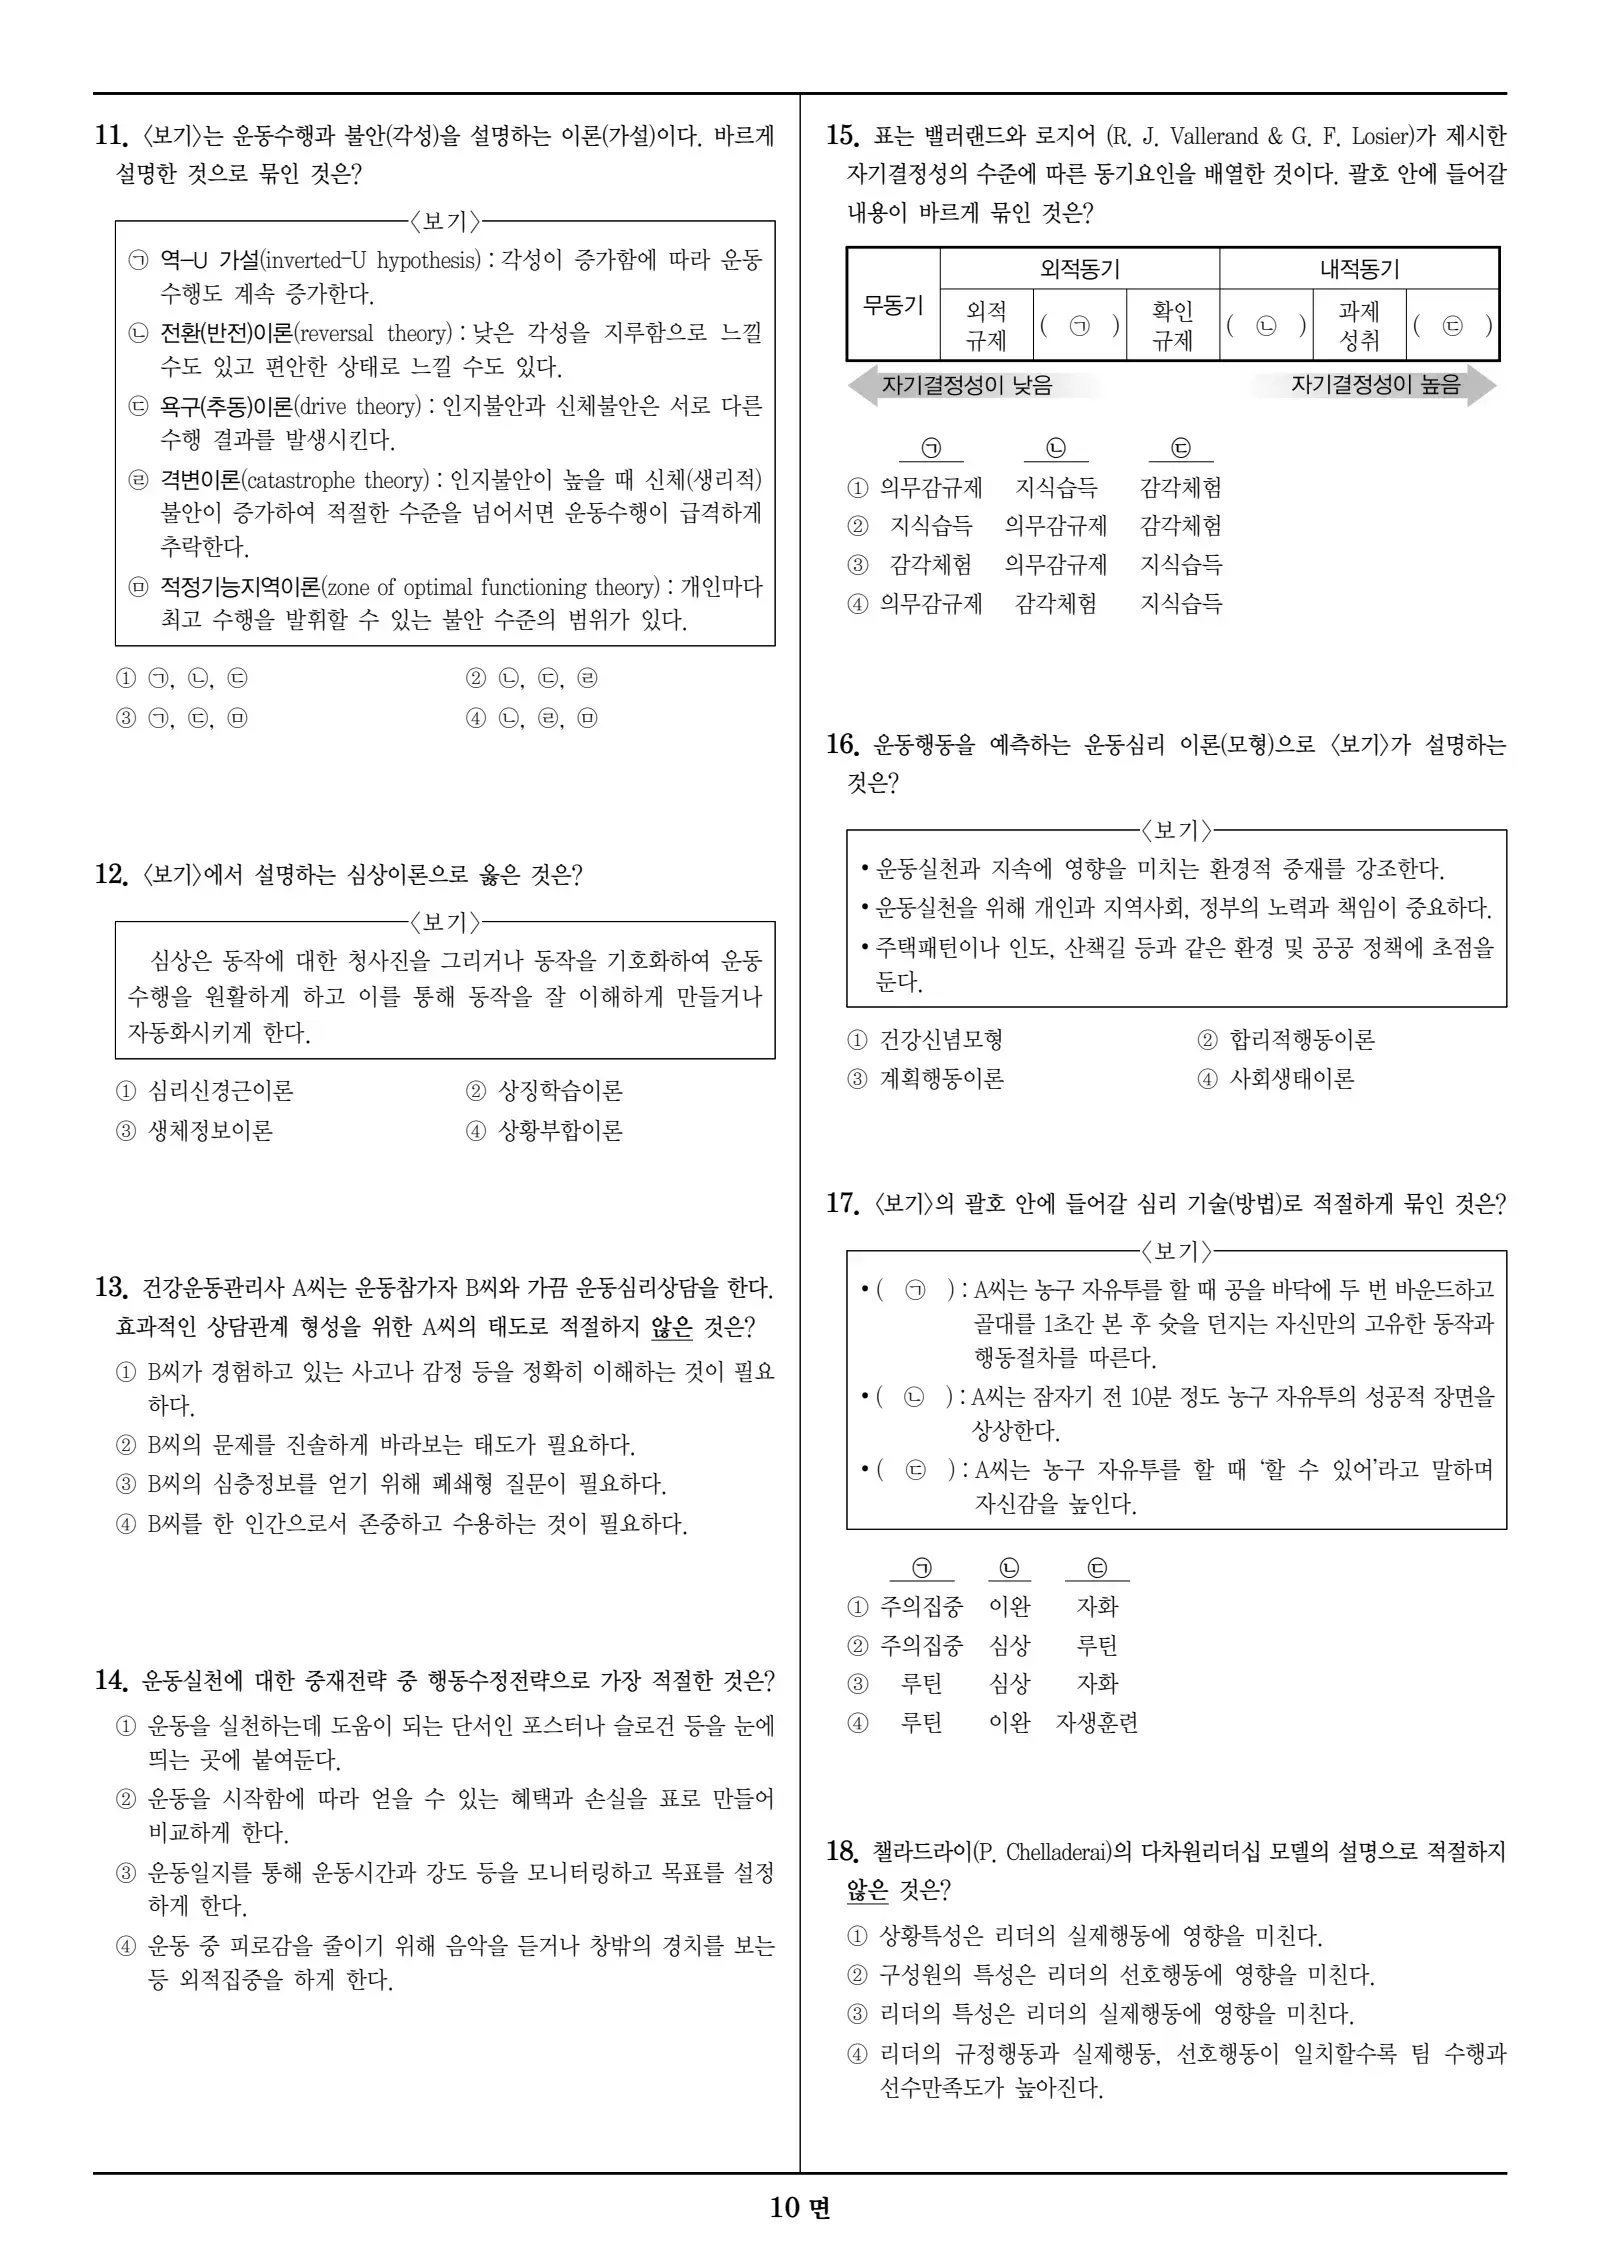 11. 〈보기〉는 운동수행과 불안(각성)을 설명하는 이론(가설)이다. 바르게
설명한 것으로 묶인 것은?
〈보기〉
㉠ 역–U 가설(inverted-U hypothesis) : 각성이 증가함에 따라 운동
수행도 계속 증가한다.
㉡ 전환(반전)이론(reversal theory) : 낮은 각성을 지루함으로 느낄
수도 있고 편안한 상태로 느낄 수도 있다.
㉢ 욕구(추동)이론(drive theory) : 인지불안과 신체불안은 서로 다른
수행 결과를 발생시킨다.
㉣ 격변이론(catastrophe theory) : 인지불안이 높을 때 신체(생리적)
불안이 증가하여 적절한 수준을 넘어서면 운동수행이 급격하게
추락한다.
㉤ 적정기능지역이론(zone of optimal functioning theory) : 개인마다
최고 수행을 발휘할 수 있는 불안 수준의 범위가 있다.
① ㉠, ㉡, ㉢ ② ㉡, ㉢, ㉣
③ ㉠, ㉢, ㉤ ④ ㉡, ㉣, ㉤
12. 〈보기〉에서 설명하는 심상이론으로 옳은 것은?
〈보기〉
심상은 동작에 대한 청사진을 그리거나 동작을 기호화하여 운동
수행을 원활하게 하고 이를 통해 동작을 잘 이해하게 만들거나
자동화시키게 한다.
① 심리신경근이론 ② 상징학습이론
③ 생체정보이론 ④ 상황부합이론
13. 건강운동관리사 A씨는 운동참가자 B씨와 가끔 운동심리상담을 한다.
효과적인 상담관계 형성을 위한 A씨의 태도로 적절하지 않은 것은?
① B씨가 경험하고 있는 사고나 감정 등을 정확히 이해하는 것이 필요
하다.
② B씨의 문제를 진솔하게 바라보는 태도가 필요하다.
③ B씨의 심층정보를 얻기 위해 폐쇄형 질문이 필요하다.
④ B씨를 한 인간으로서 존중하고 수용하는 것이 필요하다.
14. 운동실천에 대한 중재전략 중 행동수정전략으로 가장 적절한 것은?
① 운동을 실천하는데 도움이 되는 단서인 포스터나 슬로건 등을 눈에
띄는 곳에 붙여둔다.
② 운동을 시작함에 따라 얻을 수 있는 혜택과 손실을 표로 만들어
비교하게 한다.
③ 운동일지를 통해 운동시간과 강도 등을 모니터링하고 목표를 설정
하게 한다.
④ 운동 중 피로감을 줄이기 위해 음악을 듣거나 창밖의 경치를 보는
등 외적집중을 하게 한다.
15. 표는 밸러랜드와 로지어 (R. J. Vallerand & G. F. Losier)가 제시한
자기결정성의 수준에 따른 동기요인을 배열한 것이다. 괄호 안에 들어갈
내용이 바르게 묶인 것은?
외적동기 내적동기
무동기 외적 규제 ( ㉠ ) 확인 규제 ( ㉡ ) 과제 성취 ( ㉢ )
자기결정성이 낮음 자기결정성이 높음
㉠ ㉡ ㉢
① 의무감규제 지식습득 감각체험
② 지식습득 의무감규제 감각체험
③ 감각체험 의무감규제 지식습득
④ 의무감규제 감각체험 지식습득
16. 운동행동을 예측하는 운동심리 이론(모형)으로 〈보기〉가 설명하는
것은?
〈보기〉
• 운동실천과 지속에 영향을 미치는 환경적 중재를 강조한다.
• 운동실천을 위해 개인과 지역사회, 정부의 노력과 책임이 중요하다.
• 주택패턴이나 인도, 산책길 등과 같은 환경 및 공공 정책에 초점을
둔다.
① 건강신념모형 ② 합리적행동이론
③ 계획행동이론 ④ 사회생태이론
17. 〈보기〉의 괄호 안에 들어갈 심리 기술(방법)로 적절하게 묶인 것은?
〈보기〉
• ( ㉠ ) : A씨는 농구 자유투를 할 때 공을 바닥에 두 번 바운드하고
골대를 1초간 본 후 슛을 던지는 자신만의 고유한 동작과
행동절차를 따른다.
• ( ㉡ ) : A씨는 잠자기 전 10분 정도 농구 자유투의 성공적 장면을
상상한다.
• ( ㉢ ) : A씨는 농구 자유투를 할 때 ‘할 수 있어’라고 말하며
자신감을 높인다.
㉠ ㉡ ㉢
① 주의집중 이완 자화
② 주의집중 심상 루틴
③ 루틴 심상 자화
④ 루틴 이완 자생훈련
18. 챌라드라이(P. Chelladerai)의 다차원리더십 모델의 설명으로 적절하지
않은 것은?
① 상황특성은 리더의 실제행동에 영향을 미친다.
② 구성원의 특성은 리더의 선호행동에 영향을 미친다.
③ 리더의 특성은 리더의 실제행동에 영향을 미친다.
④ 리더의 규정행동과 실제행동, 선호행동이 일치할수록 팀 수행과
선수만족도가 높아진다.
10 면